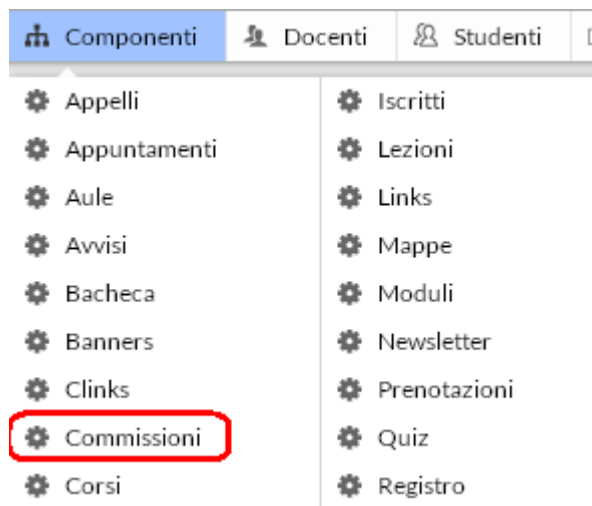 Componenti Docenti Studenti
Appelli
Appuntamenti
Aule
Avvisi
Bacheca
Banners
Clinks
Commissioni
Corsi
Iscritti
Lezioni
Links
Mappe
Moduli
Newsletter
Prenotazioni
Quiz
Registro